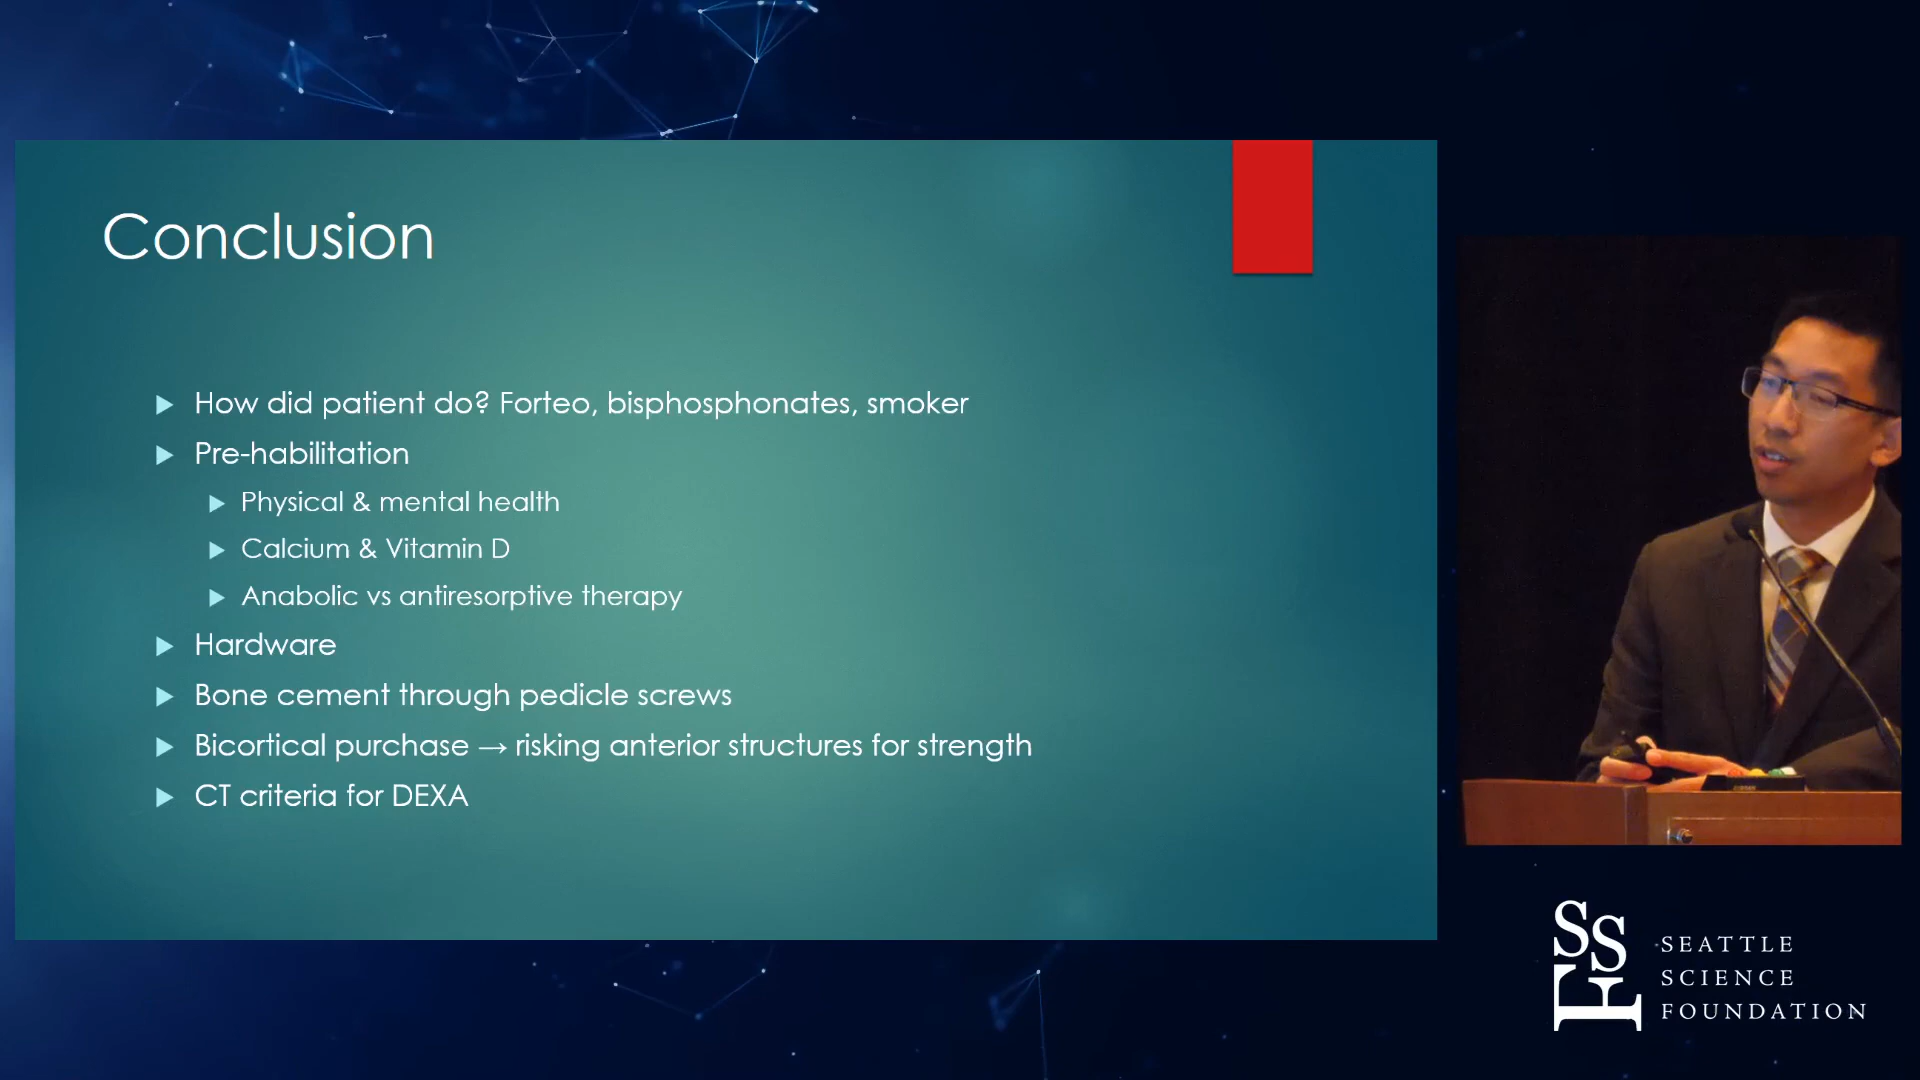 Conclusion
How did patient do? Forteo, bisphosphonates, smoker
Pre-habilitation
Physical & mental health
Calcium & Vitamin D
Anabolic vs antiresorptive therapy
Hardware
Bone cement through pedicle screws
Bicortical purchase → risking anterior structures for strength
CT criteria for DEXA
SSF
SEATTLE
SCIENCE
FOUNDATION